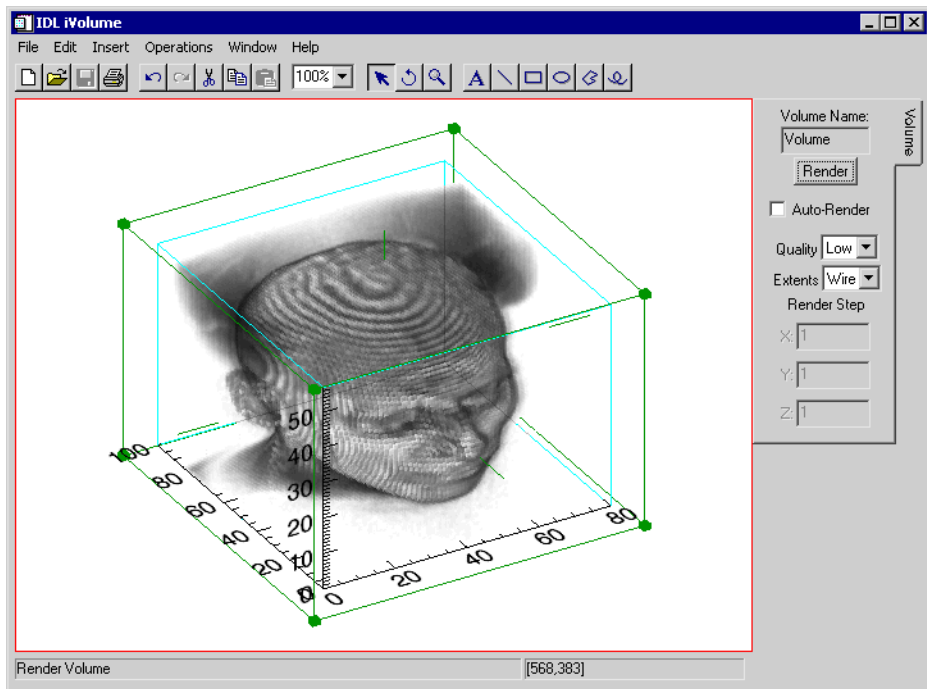 IDL iVolume
File Edit Insert Operations Window Help
100%
A
Volume Name:
Volume
Volume
Render
Auto-Render
Quality Low
Extents Wire
Render Step
X: 1
Y: 1
Z: 1
50
40
30
20
10
0
100
80
60
40
20
0
0
20
40
60
80
Render Volume
[568,383]